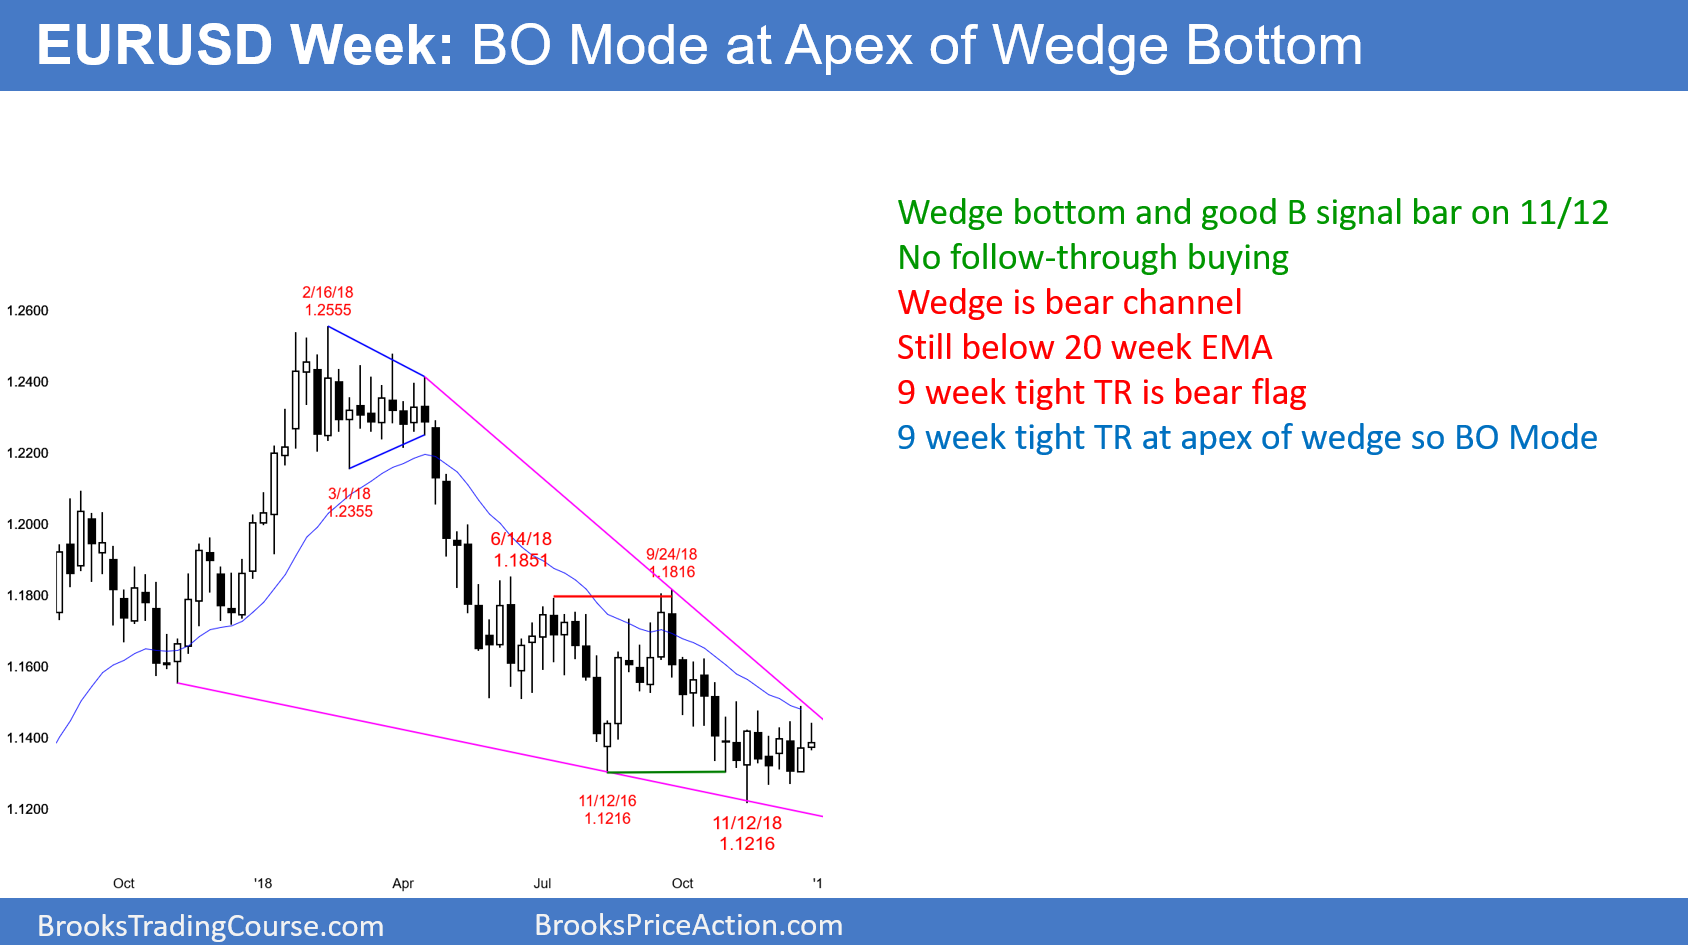 EURUSD Week: BO Mode at Apex of Wedge Bottom
Wedge bottom and good B signal bar on 11/12
No follow-through buying
Wedge is bear channel
Still below 20 week EMA
9 week tight TR is bear flag
9 week tight TR at apex of wedge so BO Mode
2/16/18
1.2555
1.2600
1.2400
1.2200
3/1/18
1.2355
1.2000
6/14/18
1.1851
9/24/18
1.1816
1.1800
1.1600
1.1400
1.1200
11/12/16
1.1216
11/12/18
1.1216
Oct '18 Apr Jul Oct '1
BrooksTradingCourse.com BrooksPriceAction.com